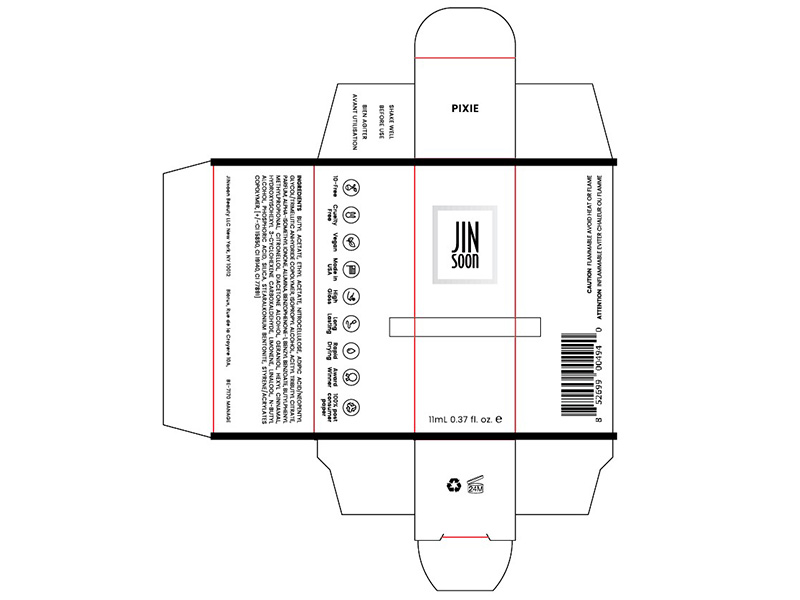 PIXIE
SHAKE WELL
BEFORE USE
BIEN AGITER
AVANT UTILISATION
JIN
soon
11mL 0.37 fl. oz. ℮
24M
10-Free
Cruelty
Free
Vegan
Made in
USA
High
Gloss
Long
Lasting
Rapid
Drying
Award
Winner
100% post
consumer
paper
INGREDIENTS BUTYL ACETATE, ETHYL ACETATE, NITROCELLULOSE, ADIPIC ACID/NEOPENTYL
GLYCOL/TRIMELLITIC ANHYDRIDE COPOLYMER, ISOPROPYL ALCOHOL, ACETYL TRIBUTYL CITRATE,
PARFUM, ALPHA-ISOMETHYL IONONE, ALUMINA, BENZOPHENONE-1, BENZYL BENZOATE, BUTYLPHENYL
METHYLPROPIONAL, CITRONELLOL, DIACETONE ALCOHOL, GERANIOL, HEXYL CINNAMAL,
HYDROXYISOHEXYL 3-CYCLOHEXENE CARBOXALDEHYDE, LIMONENE, LINALOOL, N-BUTYL
ALCOHOL, PHOSPHORIC ACID, SILICA, STEARALKONIUM BENTONITE, STYRENE/ACRYLATES
COPOLYMER, [+/- CI 15850, CI 19140, CI 77891]
JINsoon Beauty LLC New York, NY 10012 Biorius, Rue de la Crayere 10A, BE-7170 MANAGE
CAUTION FLAMMABLE AVOID HEAT OR FLAME
ATTENTION INFLAMMABLE EVITER CHALEUR OU FLAMME
8 52699 00494 0